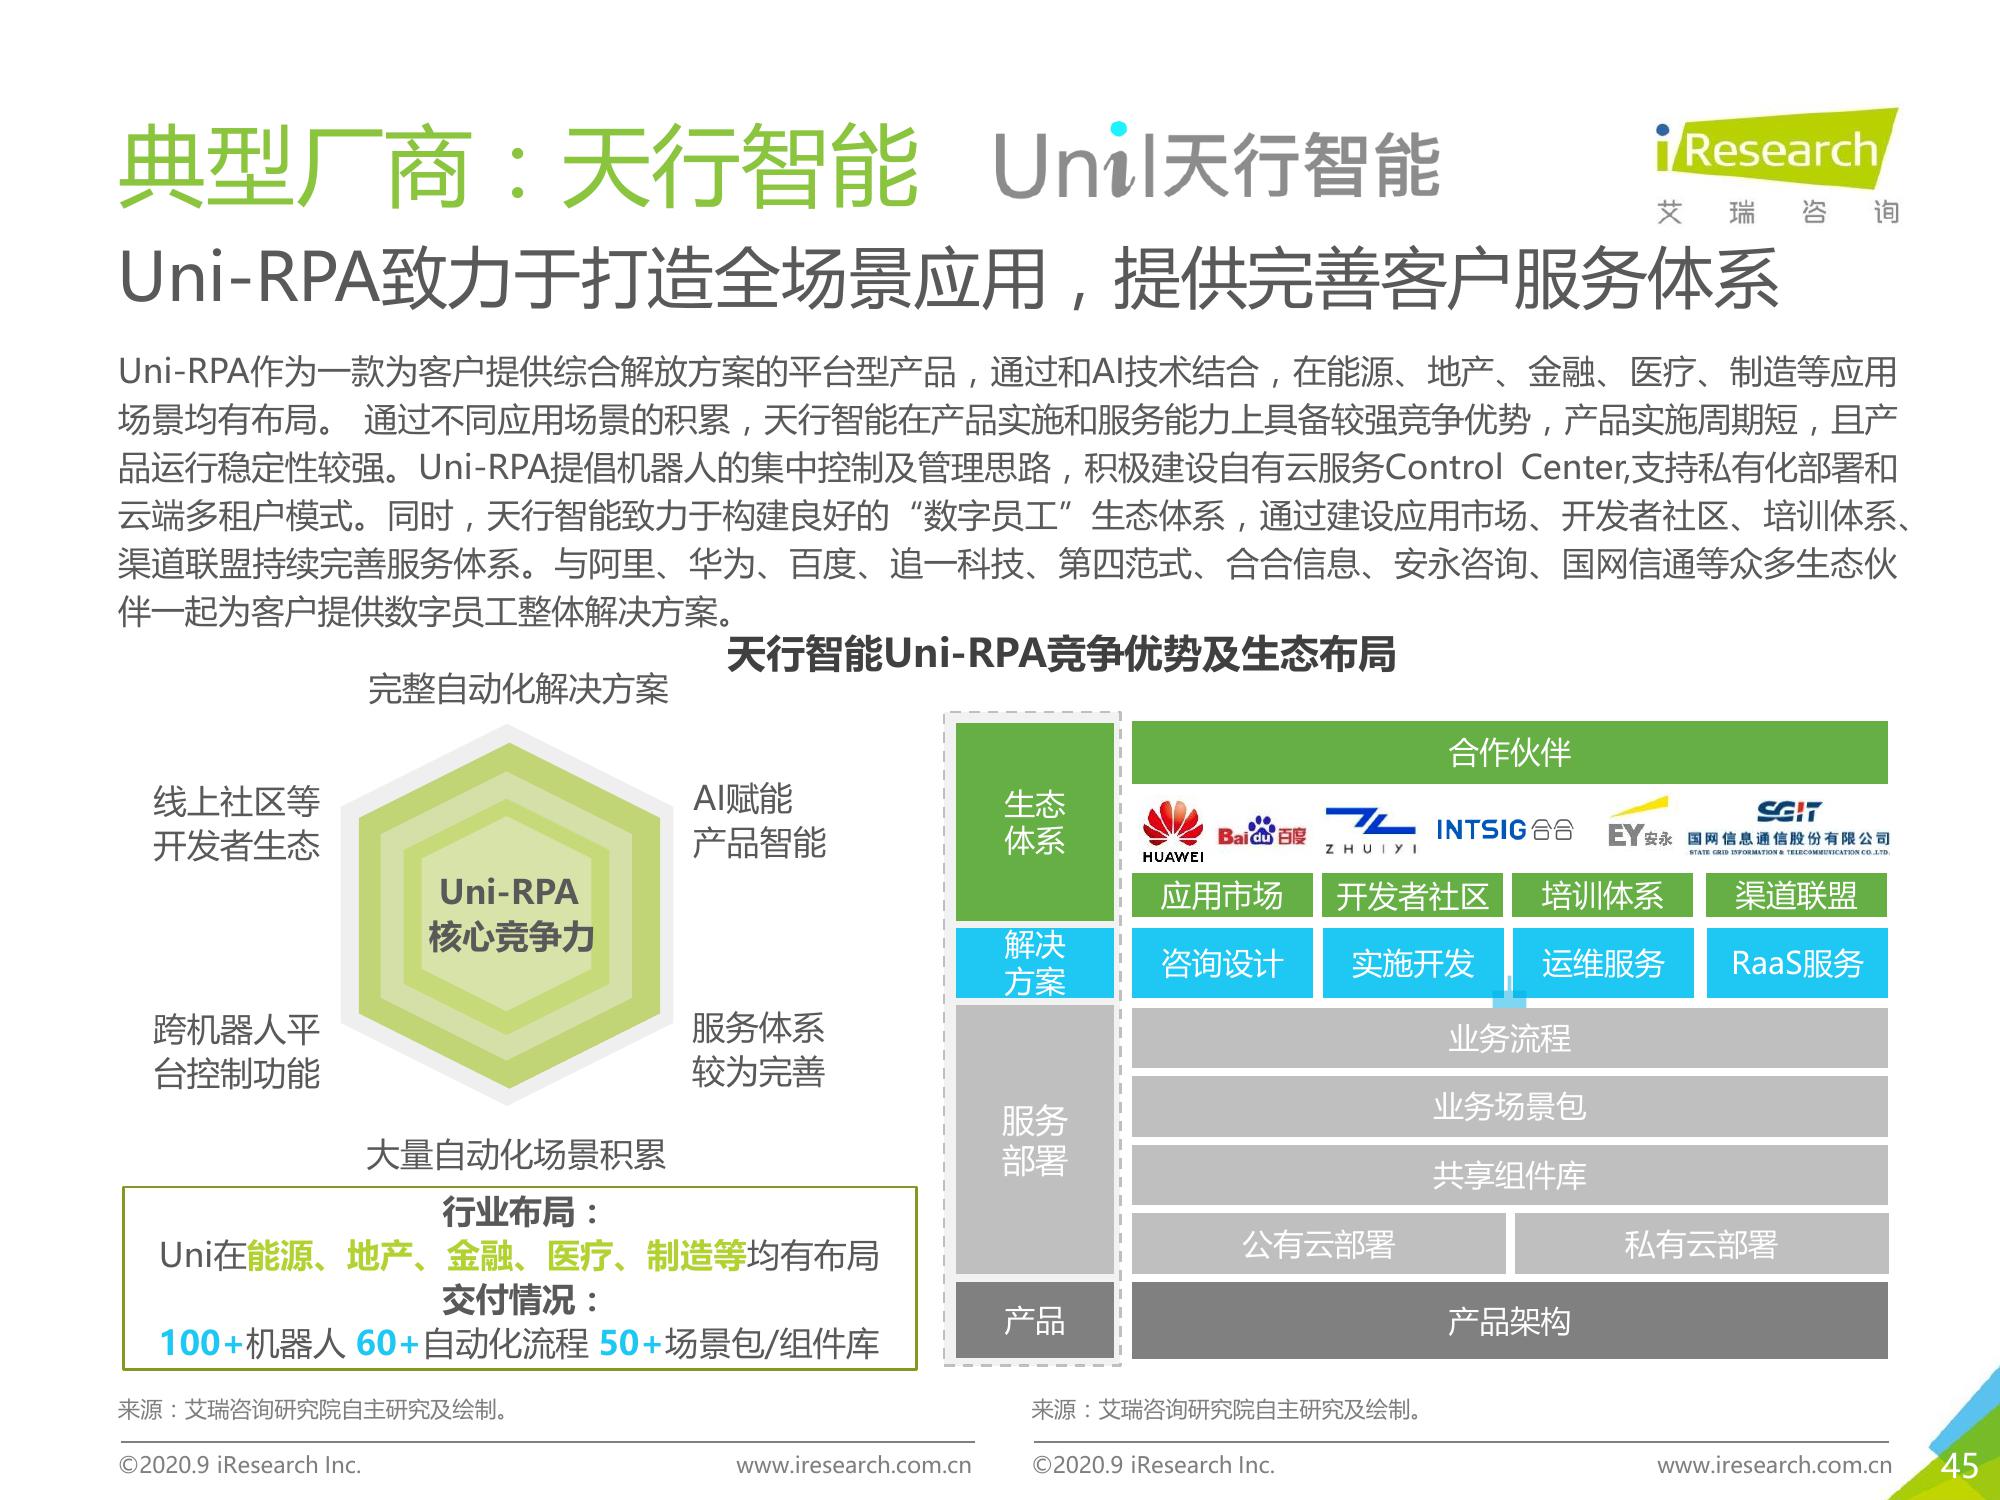 典型厂商：天行智能
Uni天行智能
iResearch
艾瑞咨询
Uni-RPA致力于打造全场景应用，提供完善客户服务体系
Uni-RPA作为一款为客户提供综合解放方案的平台型产品，通过和AI技术结合，在能源、地产、金融、医疗、制造等应用
场景均有布局。 通过不同应用场景的积累，天行智能在产品实施和服务能力上具备较强竞争优势，产品实施周期短，且产
品运行稳定性较强。Uni-RPA提倡机器人的集中控制及管理思路，积极建设自有云服务Control Center,支持私有化部署和
云端多租户模式。同时，天行智能致力于构建良好的“数字员工”生态体系，通过建设应用市场、开发者社区、培训体系、
渠道联盟持续完善服务体系。与阿里、华为、百度、追一科技、第四范式、合合信息、安永咨询、国网信通等众多生态伙
伴一起为客户提供数字员工整体解决方案。
天行智能Uni-RPA竞争优势及生态布局
完整自动化解决方案
线上社区等
开发者生态
AI赋能
产品智能
Uni-RPA
核心竞争力
跨机器人平
台控制功能
服务体系
较为完善
大量自动化场景积累
行业布局：
Uni在能源、地产、金融、医疗、制造等均有布局
交付情况：
100+机器人 60+自动化流程 50+场景包/组件库
生态
体系
合作伙伴
HUAWEI
Baidu百度
ZHUIYI
INTSIG合合
EY安永
SGIT
国网信息通信股份有限公司
STATE GRID INFORMATION & TELECOMMUNICATION CO.,LTD.
应用市场
开发者社区
培训体系
渠道联盟
解决
方案
咨询设计
实施开发
运维服务
RaaS服务
服务
部署
业务流程
业务场景包
共享组件库
公有云部署
私有云部署
产品
产品架构
来源：艾瑞咨询研究院自主研究及绘制。
来源：艾瑞咨询研究院自主研究及绘制。
©2020.9 iResearch Inc.
www.iresearch.com.cn
©2020.9 iResearch Inc.
www.iresearch.com.cn
45